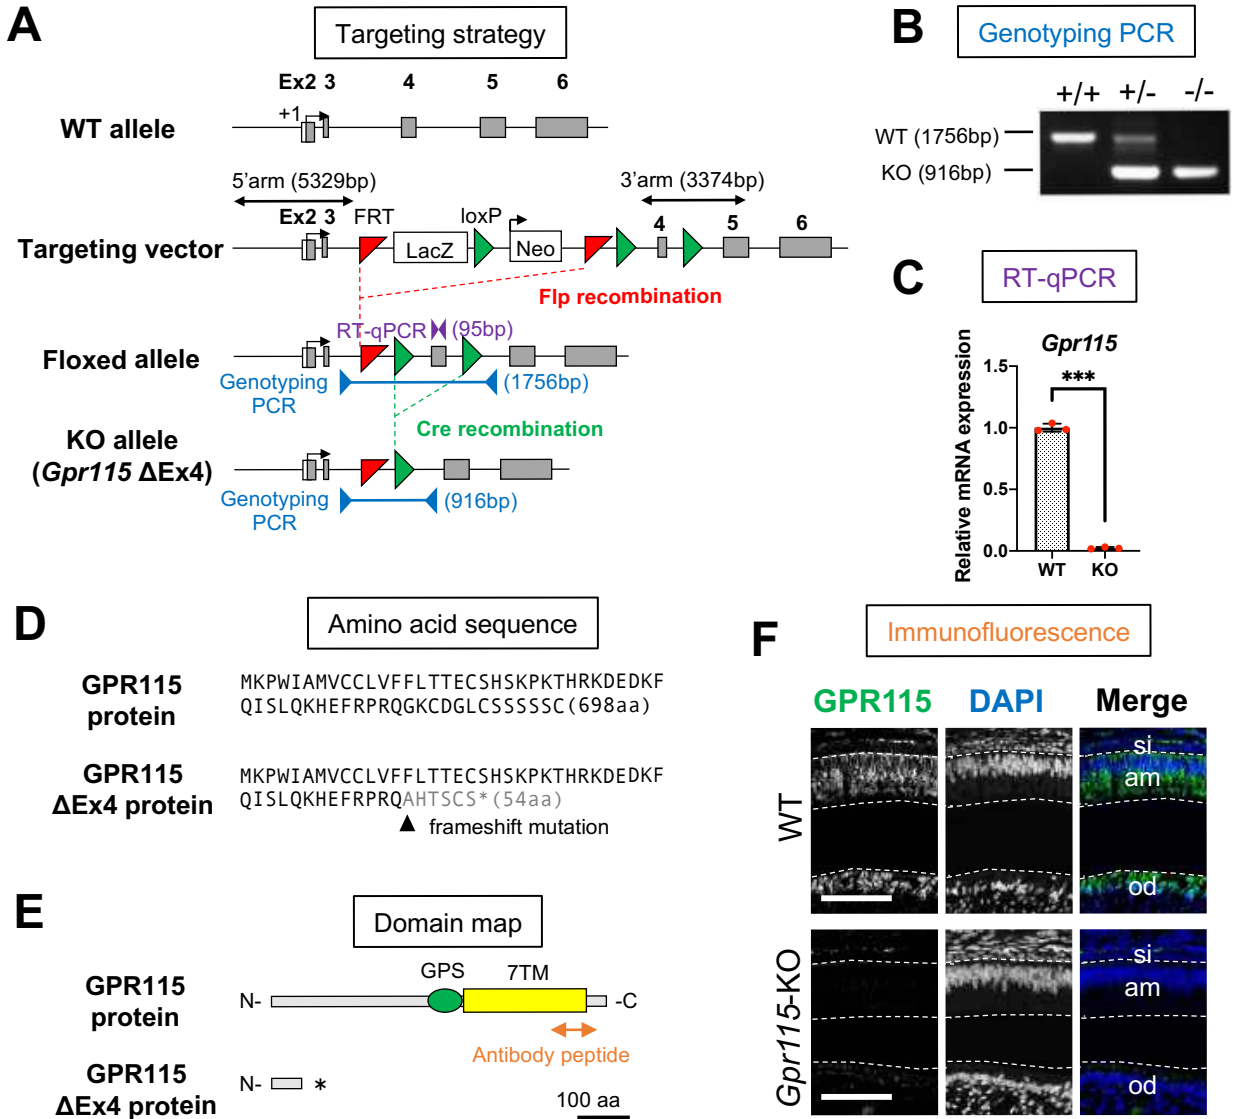 A
Targeting strategy
Ex2 3 4 5 6
+1
WT allele
5'arm (5329bp)
3'arm (3374bp)
Ex2 3 FRT loxP 4 5 6
Targeting vector
LacZ
Neo
Flp recombination
RT-qPCR (95bp)
Floxed allele
Genotyping
PCR
(1756bp)
Cre recombination
KO allele
(Gpr115 ΔEx4)
Genotyping
PCR
(916bp)
B
Genotyping PCR
+/+ +/- -/-
WT (1756bp)
KO (916bp)
C
RT-qPCR
Gpr115
Relative mRNA expression
1.5
1.0
0.5
0.0
***
WT KO
D
Amino acid sequence
GPR115
protein
MKPWIAMVCCLVFFLTTECSHSKPKTHRKDEDKF
QISLQKHEFRPRQGKCDGLCSSSSSC(698aa)
GPR115
ΔEx4 protein
MKPWIAMVCCLVFFLTTECSHSKPKTHRKDEDKF
QISLQKHEFRPRQAHTSCS*(54aa)
frameshift mutation
E
Domain map
GPR115
protein
GPS 7TM
N- -C
Antibody peptide
GPR115
ΔEx4 protein
N- *
100 aa
F
Immunofluorescence
GPR115 DAPI Merge
WT
si
am
od
Gpr115-KO
si
am
od